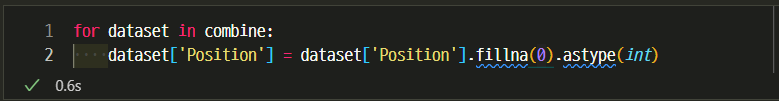 1 for dataset in combine:
2 dataset['Position'] = dataset['Position'].fillna(0).astype(int)
0.6s